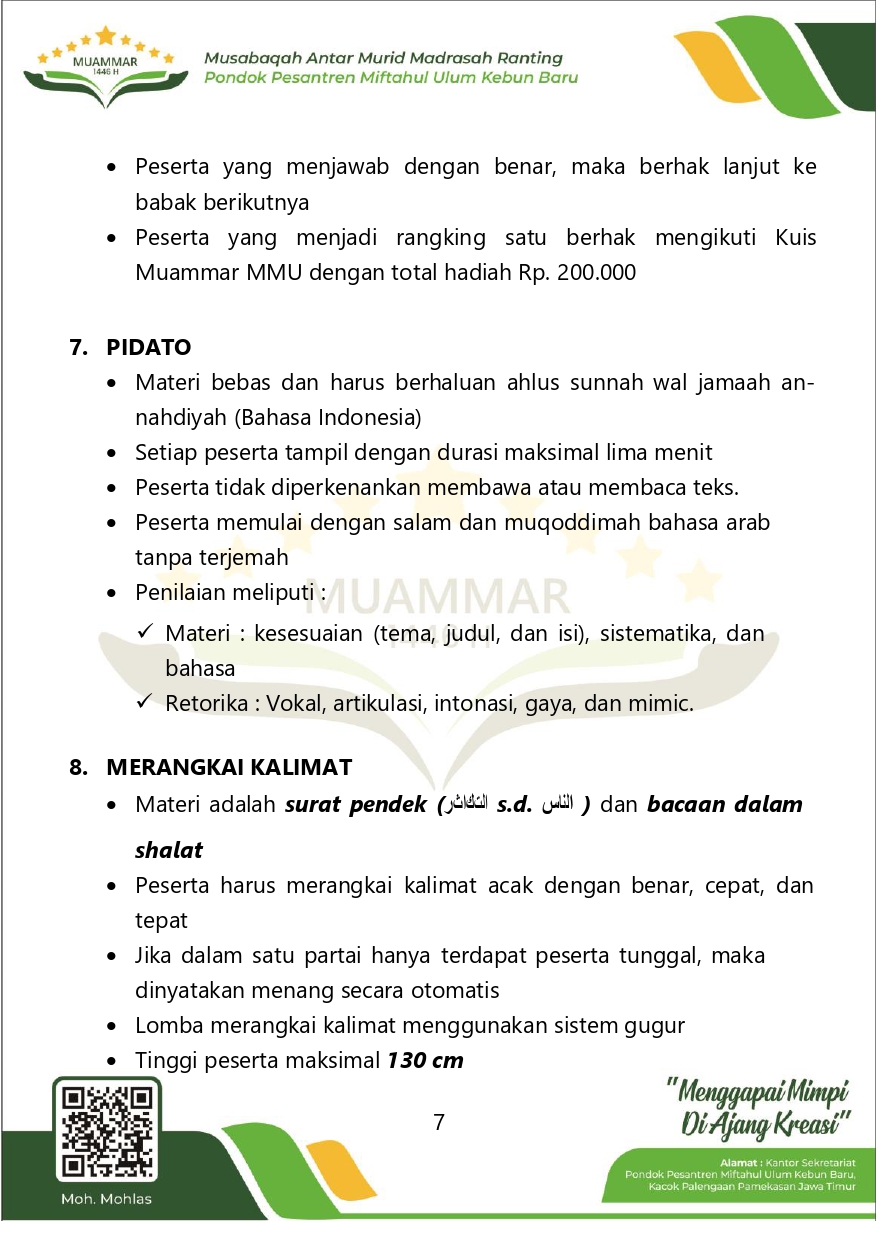 MUAMMAR
1446 H
Musabaqah Antar Murid Madrasah Ranting
Pondok Pesantren Miftahul Ulum Kebun Baru
• Peserta yang menjawab dengan benar, maka berhak lanjut ke
babak berikutnya
• Peserta yang menjadi rangking satu berhak mengikuti Kuis
Muammar MMU dengan total hadiah Rp. 200.000
7. PIDATO
• Materi bebas dan harus berhaluan ahlus sunnah wal jamaah an-
nahdiyah (Bahasa Indonesia)
• Setiap peserta tampil dengan durasi maksimal lima menit
• Peserta tidak diperkenankan membawa atau membaca teks.
• Peserta memulai dengan salam dan muqoddimah bahasa arab
tanpa terjemah
• Penilaian meliputi :
MUAMMAR
1446 H
✓ Materi : kesesuaian (tema, judul, dan isi), sistematika, dan
bahasa
✓ Retorika : Vokal, artikulasi, intonasi, gaya, dan mimic.
8. MERANGKAI KALIMAT
• Materi adalah surat pendek (التكاثر s.d. الناس ) dan bacaan dalam
shalat
• Peserta harus merangkai kalimat acak dengan benar, cepat, dan
tepat
• Jika dalam satu partai hanya terdapat peserta tunggal, maka
dinyatakan menang secara otomatis
• Lomba merangkai kalimat menggunakan sistem gugur
• Tinggi peserta maksimal 130 cm
Moh. Mohlas
7
"Menggapai Mimpi
Di Ajang Kreasi"
Alamat : Kantor Sekretariat
Pondok Pesantren Miftahul Ulum Kebun Baru,
Kacok Palengaan Pamekasan Jawa Timur